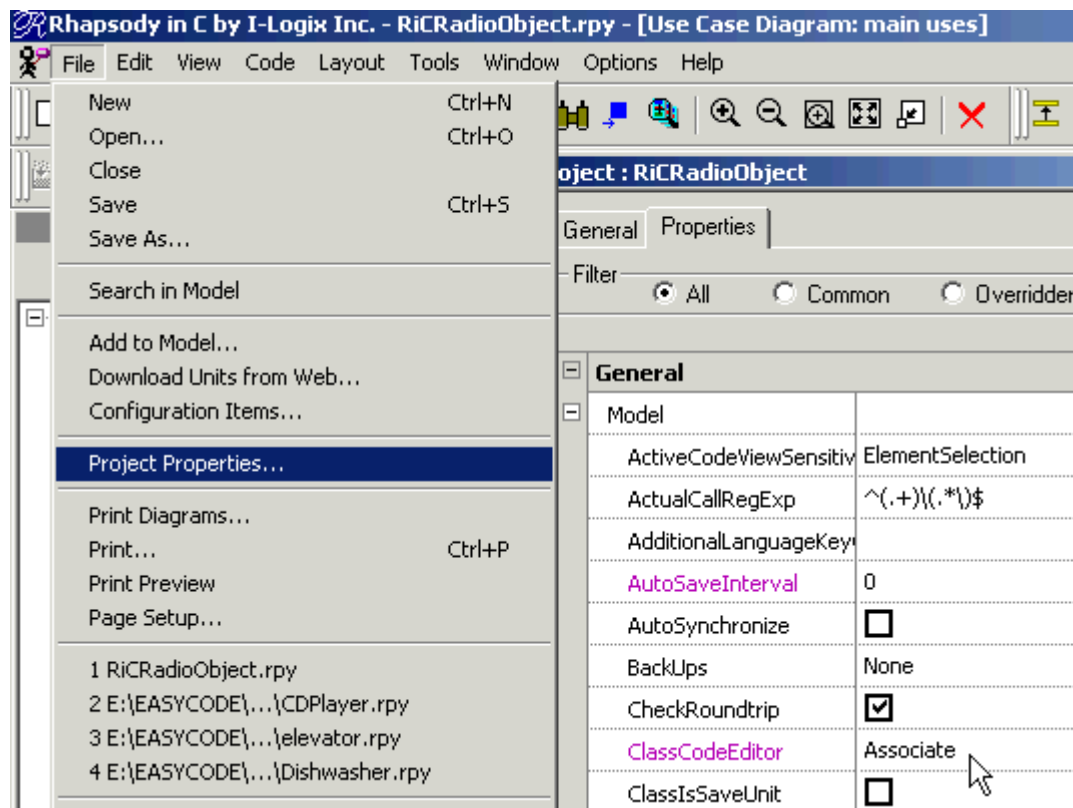 Rhapsody in C by I-Logix Inc. - RiCRadioObject.rpy - [Use Case Diagram: main uses]
File Edit View Code Layout Tools Window Options Help
New Ctrl+N
Open... Ctrl+O
Close
Save Ctrl+S
Save As...
Search in Model
Add to Model...
Download Units from Web...
Configuration Items...
Project Properties...
Print Diagrams...
Print... Ctrl+P
Print Preview
Page Setup...
1 RiCRadioObject.rpy
2 E:\EASYCODE\...\CDPlayer.rpy
3 E:\EASYCODE\...\elevator.rpy
4 E:\EASYCODE\...\Dishwasher.rpy
oject : RiCRadioObject
General Properties
Filter
All Common Overridden
General
Model
ActiveCodeViewSensitiv ElementSelection
ActualCallRegExp ^(.+)\(.*\)$
AdditionalLanguageKey
AutoSaveInterval 0
AutoSynchronize
BackUps None
CheckRoundtrip
ClassCodeEditor Associate
ClassIsSaveUnit